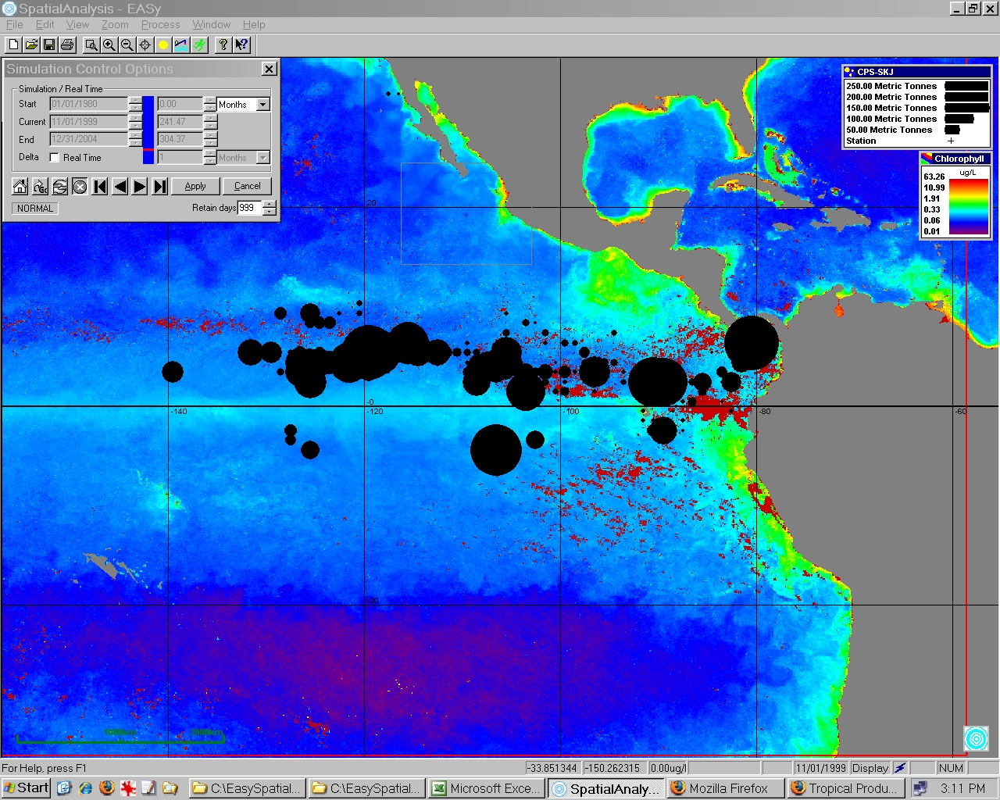 SpatialAnalysis - EASy
File Edit View Zoom Process Window Help
Simulation Control Options
Simulation / Real Time
Start 01/01/1980 0.00 Months
Current 11/01/1999 241.47
End 12/31/2004 304.37
Delta Real Time 1 Months
Apply Cancel
NORMAL Retain days 999
CPS-SKJ
250.00 Metric Tonnes
200.00 Metric Tonnes
150.00 Metric Tonnes
100.00 Metric Tonnes
50.00 Metric Tonnes
Station +
Chlorophyll
ug/L
63.26
10.99
1.91
0.33
0.06
0.01
20
-0
-140 -120 -100 -80 -60
-20
1000km 2000km
For Help, press F1 -33.851344 -150.262315 0.00ug/l 11/01/1999 Display NUM
Start C:\EasySpatial... C:\EasySpatial... Microsoft Exce... SpatialAnaly... Mozilla Firefox Tropical Produ... 3:11 PM